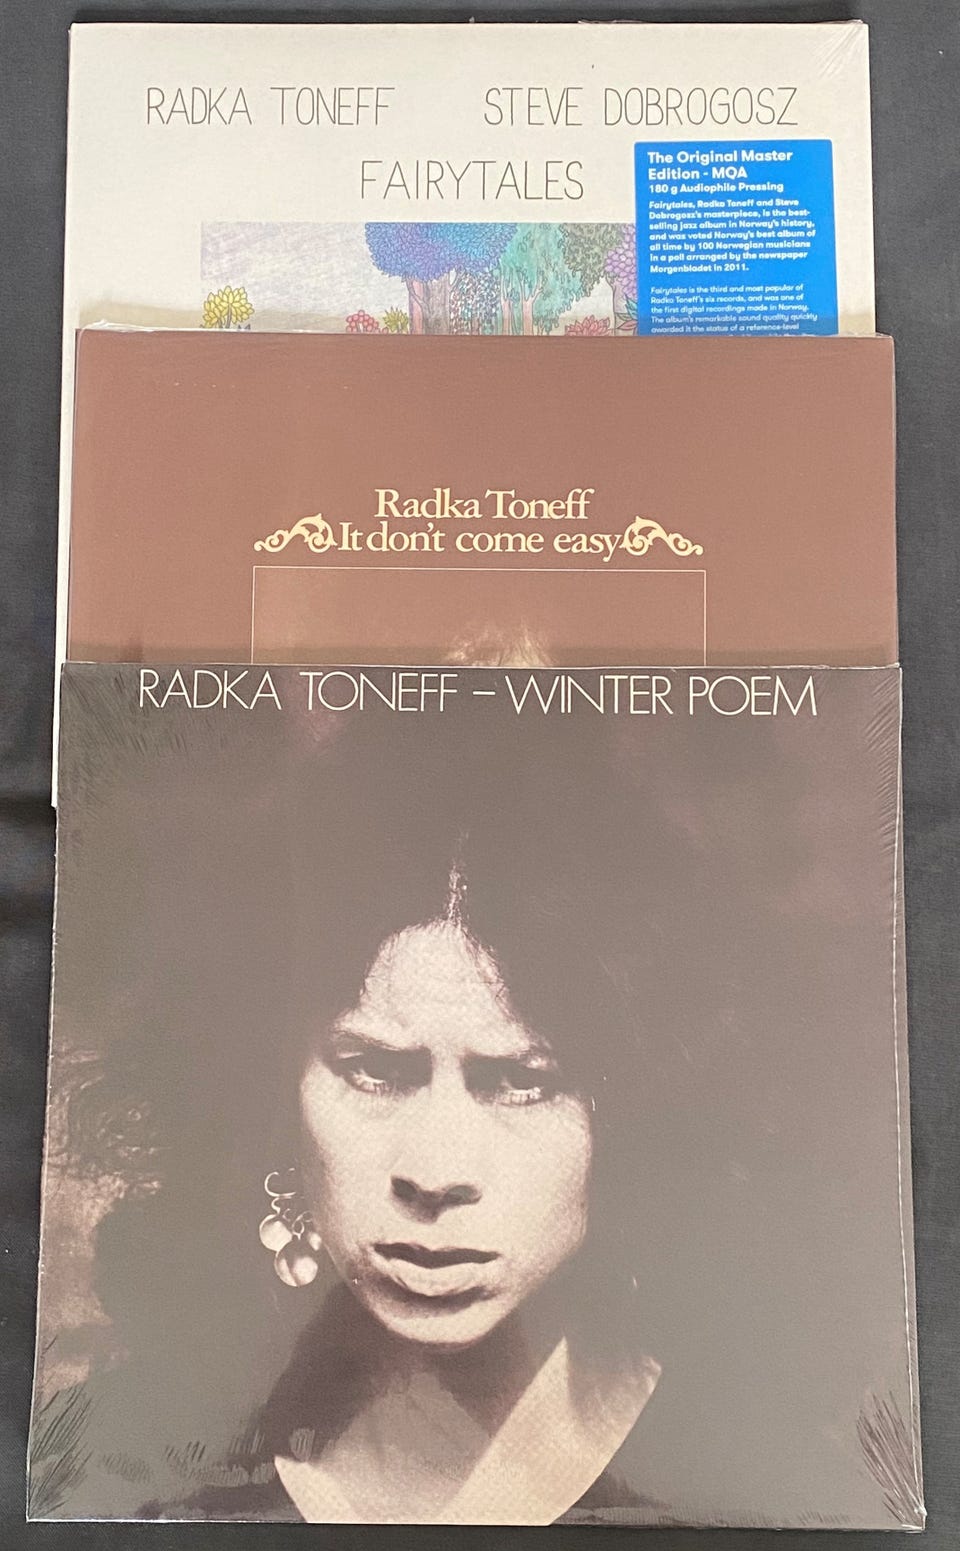 RADKA TONEFF STEVE DOBROGOSZ
FAIRYTALES
The Original Master
Edition - MQA
180 g Audiophile Pressing
Fairytales, Radka Toneff and Steve
Dobrogosz's masterpiece, is the best-
selling jazz album in Norway's history,
and was voted Norway's best album of
all time by 100 Norwegian musicians
in a poll arranged by the newspaper
Morgenbladet in 2011.
Fairytales is the third and most popular of
Radka Toneff's six records, and was one of
the first digital recordings made in Norway.
The album's remarkable sound quality quickly
awarded it the status of a reference-level
Radka Toneff
It don't come easy
RADKA TONEFF – WINTER POEM